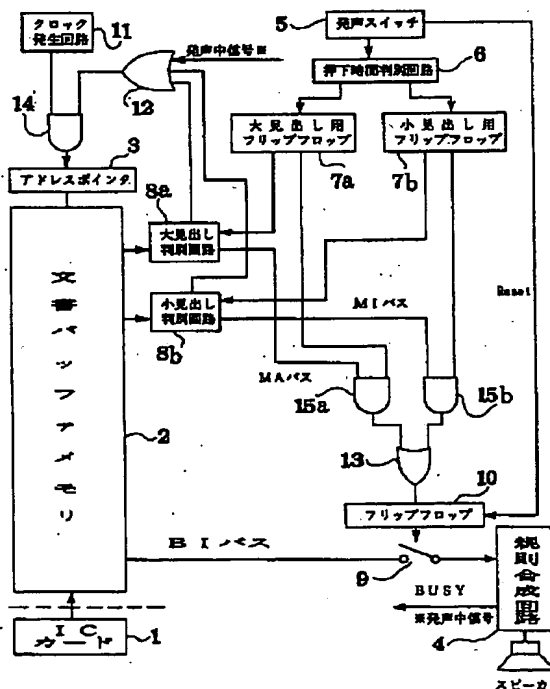 クロック
発生回路
11
発声中信号※
5
発声スイッチ
6
押下時間判別回路
14
12
大見出し用
フリップフロップ
小見出し用
フリップフロップ
3
アドレスポインタ
7a
7b
8a
大見出し
判別回路
小見出し
判別回路
8b
MIバス
Reset
MAバス
15a
15b
文書バッファメモリ
2
13
10
フリップフロップ
BIバス
9
規則合成回路
BUSY
※発声中信号
4
ICカード
1
スピーカ